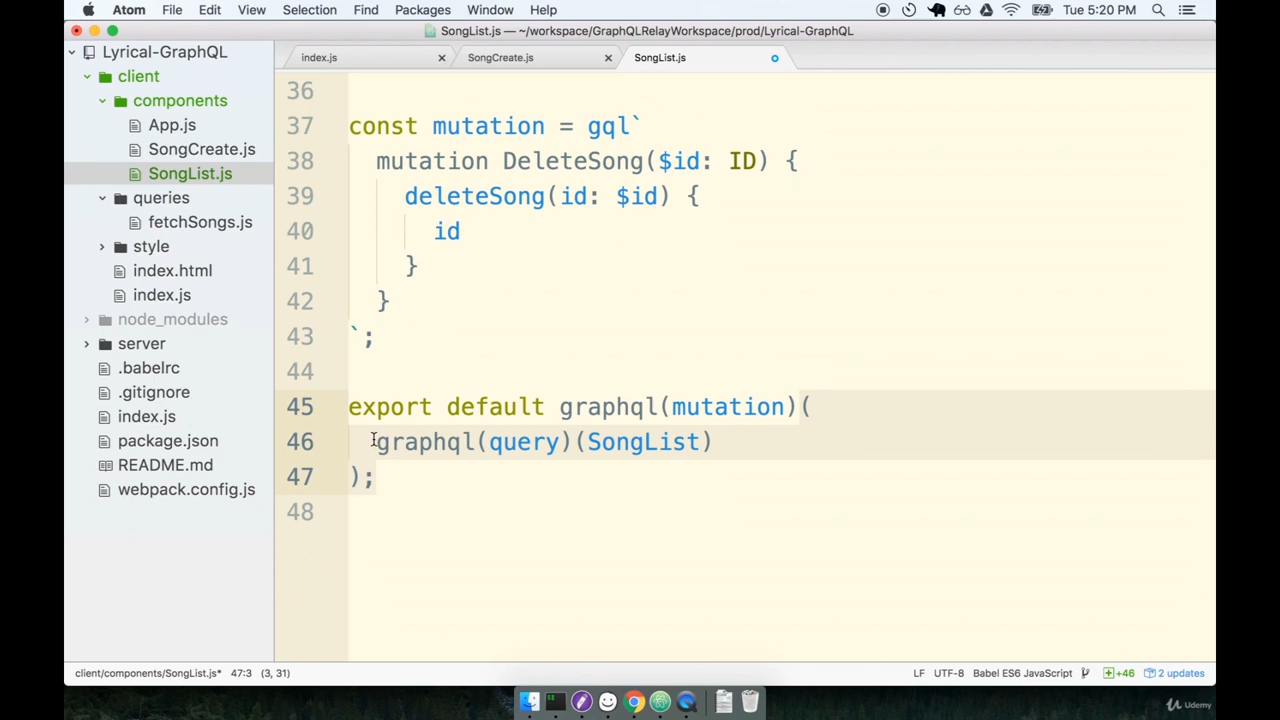 Atom File Edit View Selection Find Packages Window Help Tue 5:20 PM
SongList.js — ~/workspace/GraphQLRelayWorkspace/prod/Lyrical-GraphQL
Lyrical-GraphQL
client
components
App.js
SongCreate.js
SongList.js
queries
fetchSongs.js
style
index.html
index.js
node_modules
server
.babelrc
.gitignore
index.js
package.json
README.md
webpack.config.js
index.js SongCreate.js SongList.js
36
37 const mutation = gql`
38 mutation DeleteSong($id: ID) {
39 deleteSong(id: $id) {
40 id
41 }
42 }
43 `;
44
45 export default graphql(mutation)(
46 graphql(query)(SongList)
47 );
48
client/components/SongList.js* 47:3 (3, 31) LF UTF-8 Babel ES6 JavaScript +46 2 updates
Udemy